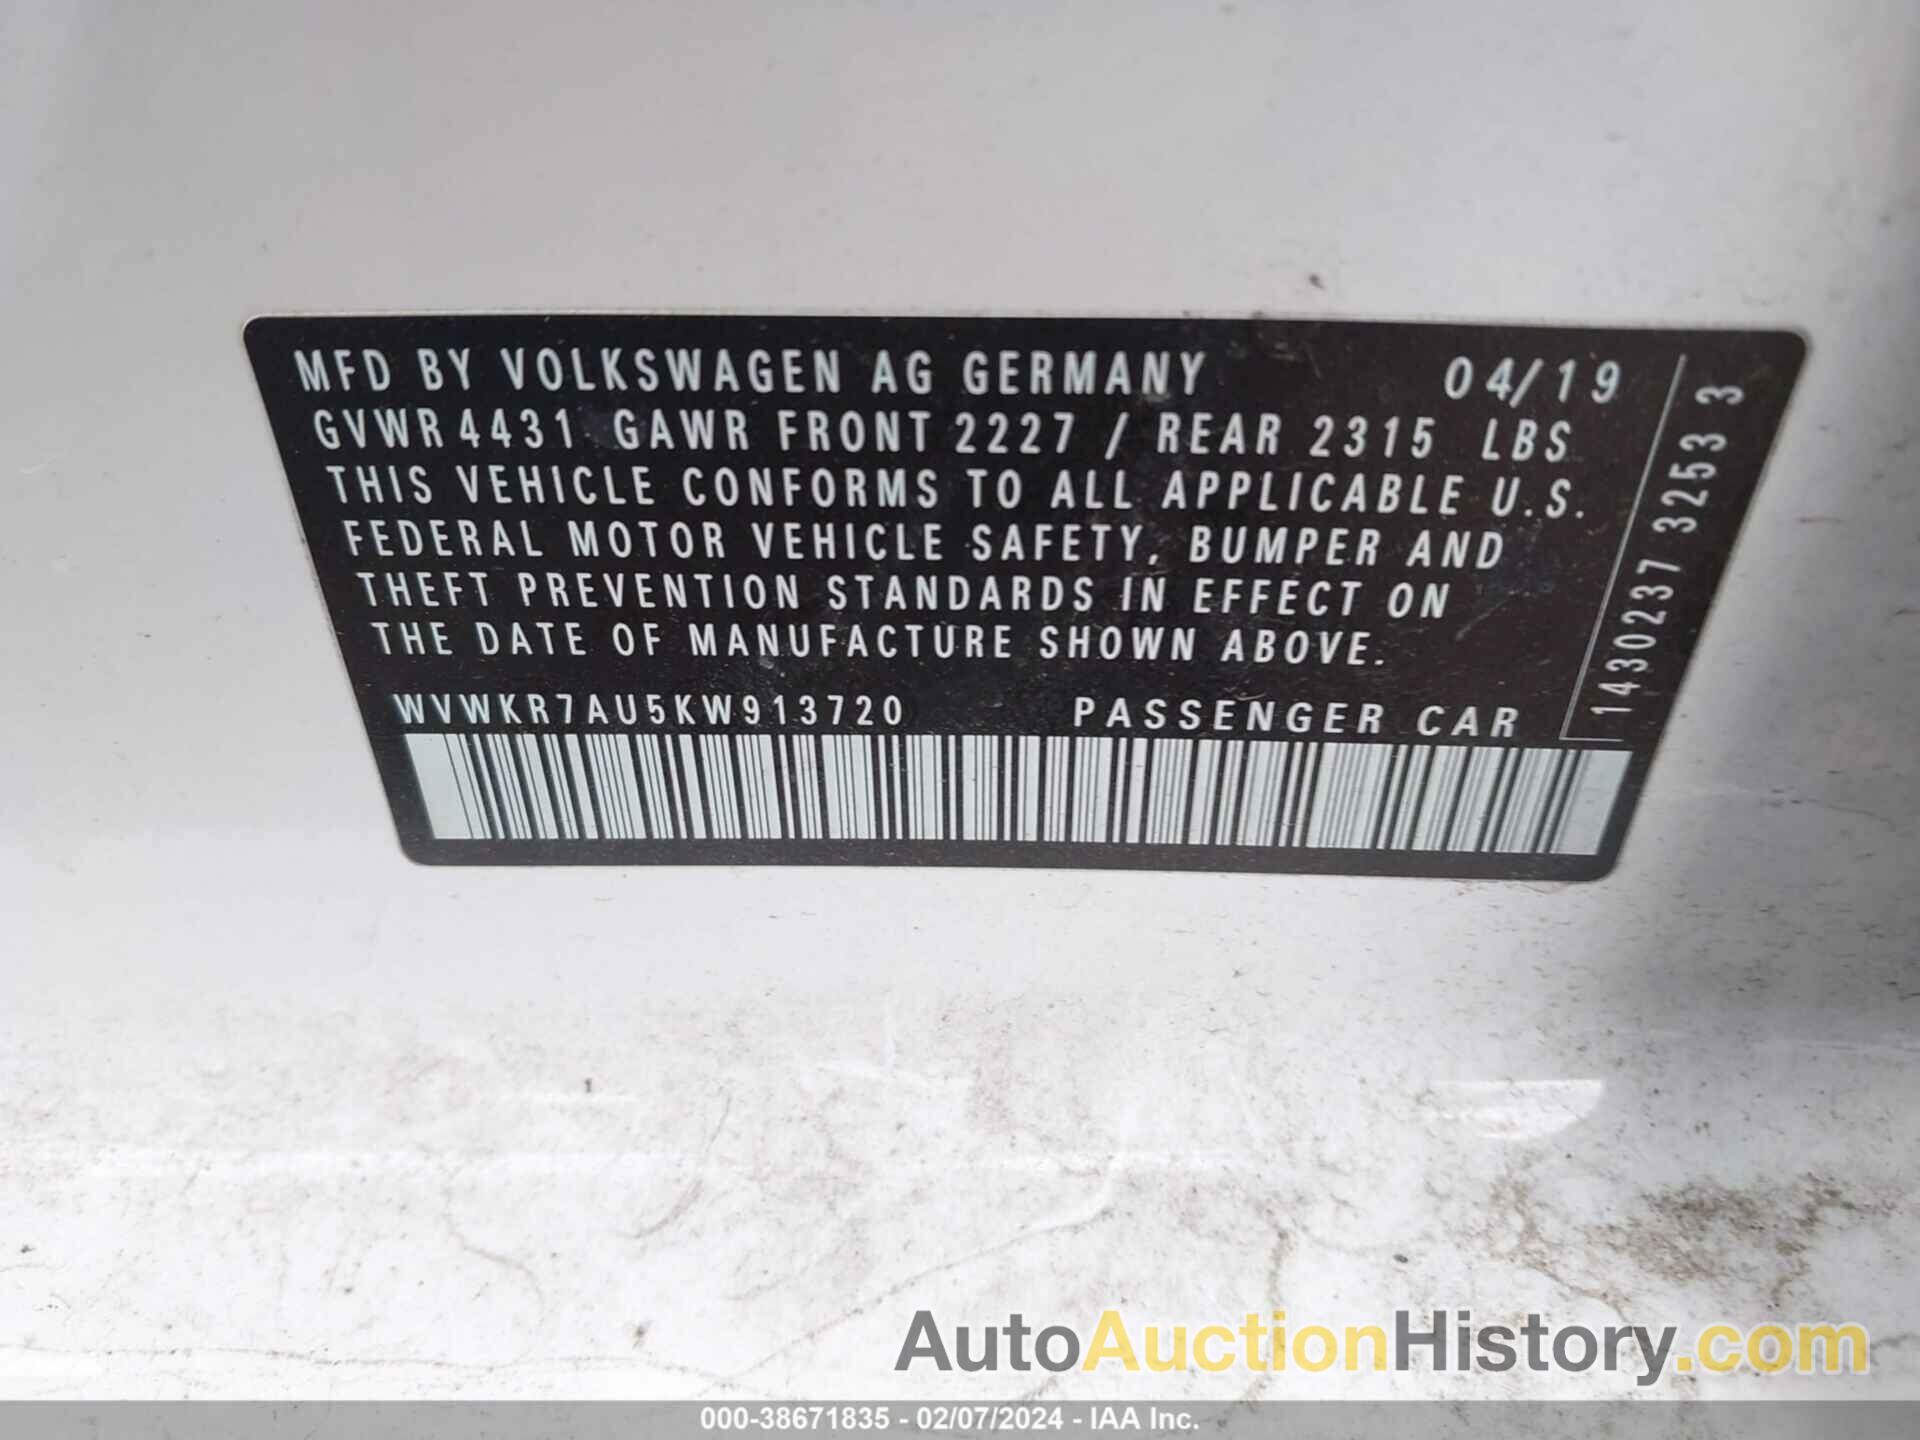 MFD BY VOLKSWAGEN AG GERMANY 04/19
GVWR 4431 GAWR FRONT 2227 / REAR 2315 LBS
THIS VEHICLE CONFORMS TO ALL APPLICABLE U.S.
FEDERAL MOTOR VEHICLE SAFETY, BUMPER AND
THEFT PREVENTION STANDARDS IN EFFECT ON
THE DATE OF MANUFACTURE SHOWN ABOVE.
WVWKR7AU5KW913720 PASSENGER CAR
1430237 3253 3
AutoAuctionHistory.com
000-38671835 - 02/07/2024 - IAA Inc.